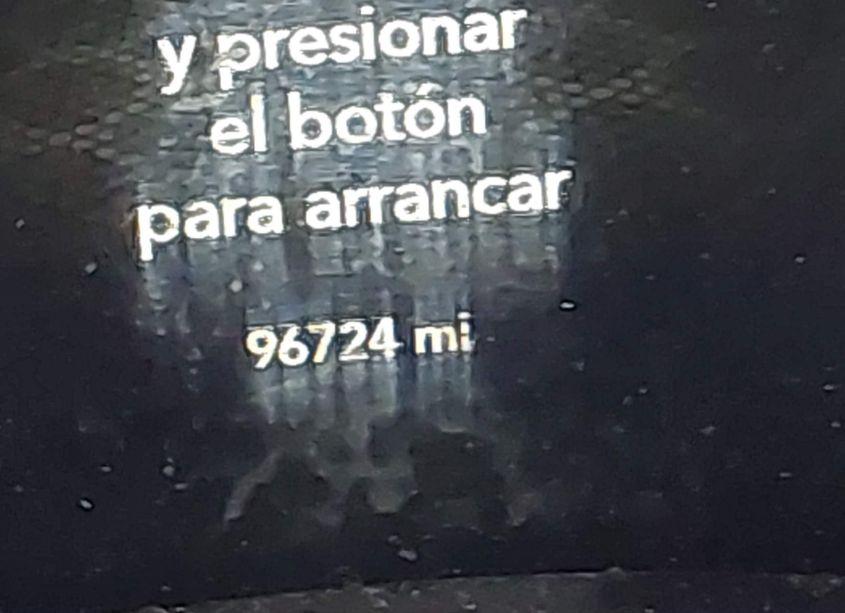 y presionar
el botón
para arrancar
96724 mi